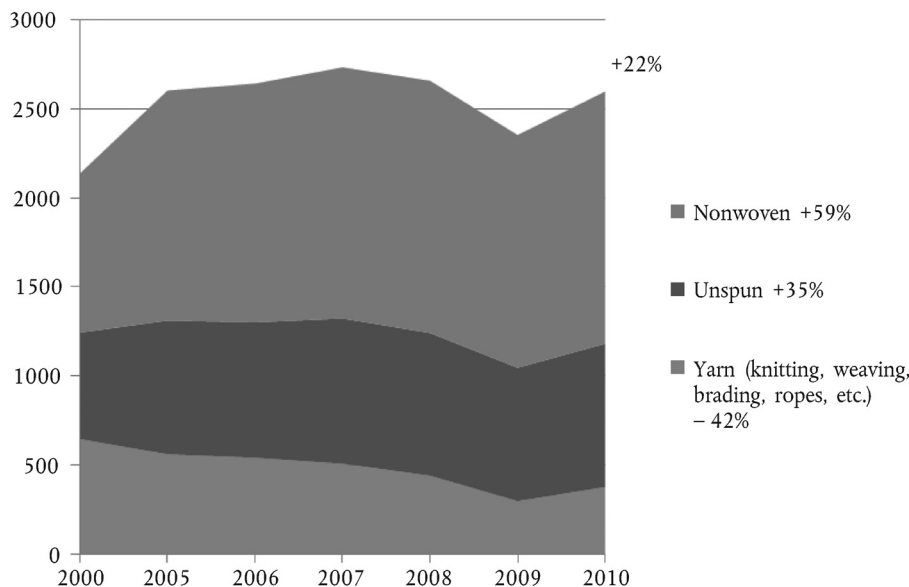 3000
+22%
2500
2000
Nonwoven +59%
1500
Unspun +35%
1000
Yarn (knitting, weaving,
brading, ropes, etc.)
– 42%
500
0
2000 2005 2006 2007 2008 2009 2010